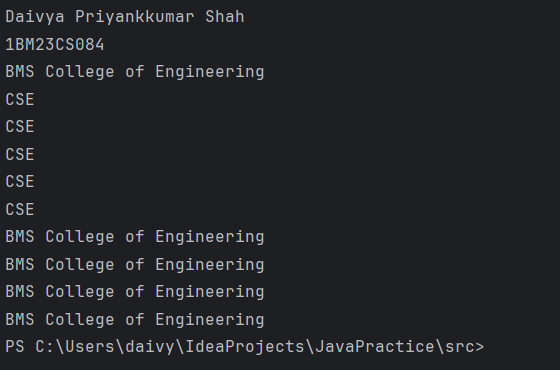 Daivya Priyankkumar Shah
1BM23CS084
BMS College of Engineering
CSE
CSE
CSE
CSE
CSE
BMS College of Engineering
BMS College of Engineering
BMS College of Engineering
BMS College of Engineering
PS C:\Users\daivy\IdeaProjects\JavaPractice\src>